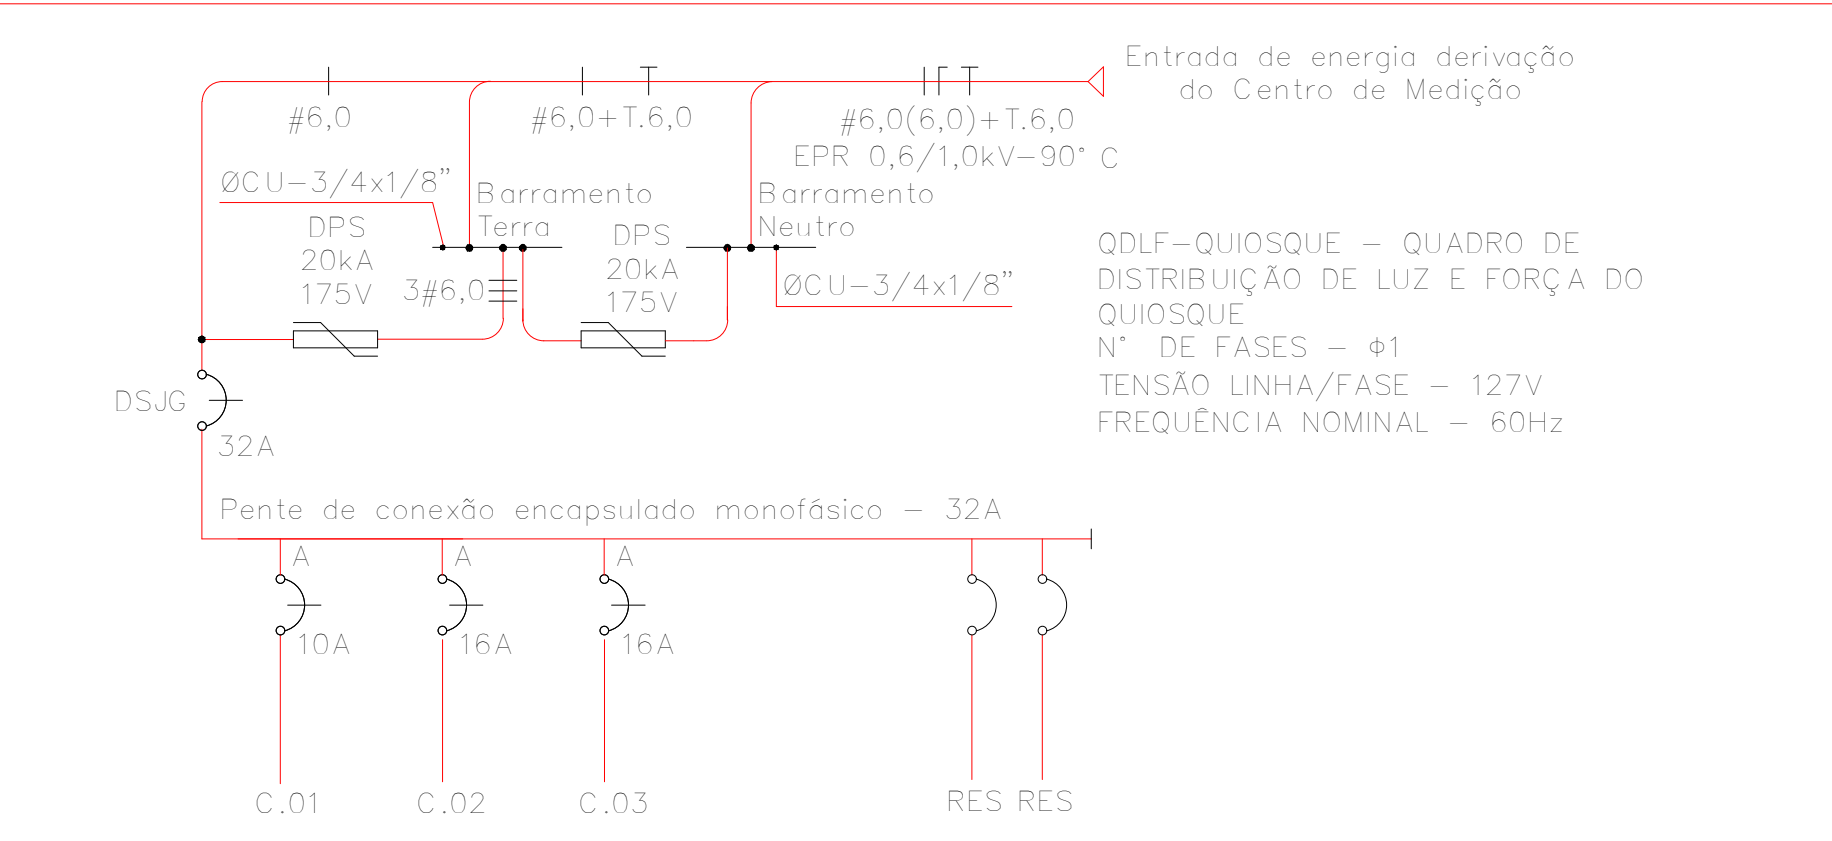 Entrada de energia derivação
do Centro de Medição
#6,0
#6,0+T.6,0
#6,0(6,0)+T.6,0
EPR 0,6/1,0kV-90° C
ØCU-3/4x1/8"
Barramento
Terra
Barramento
Neutro
DPS
20kA
175V
3#6,0
DPS
20kA
175V
ØCU-3/4x1/8"
QDLF-QUIOSQUE - QUADRO DE
DISTRIBUIÇÃO DE LUZ E FORÇA DO
QUIOSQUE
N° DE FASES - Φ1
TENSÃO LINHA/FASE - 127V
FREQUÊNCIA NOMINAL - 60Hz
DSJG
32A
Pente de conexão encapsulado monofásico - 32A
A
A
A
10A
16A
16A
C.01
C.02
C.03
RES
RES